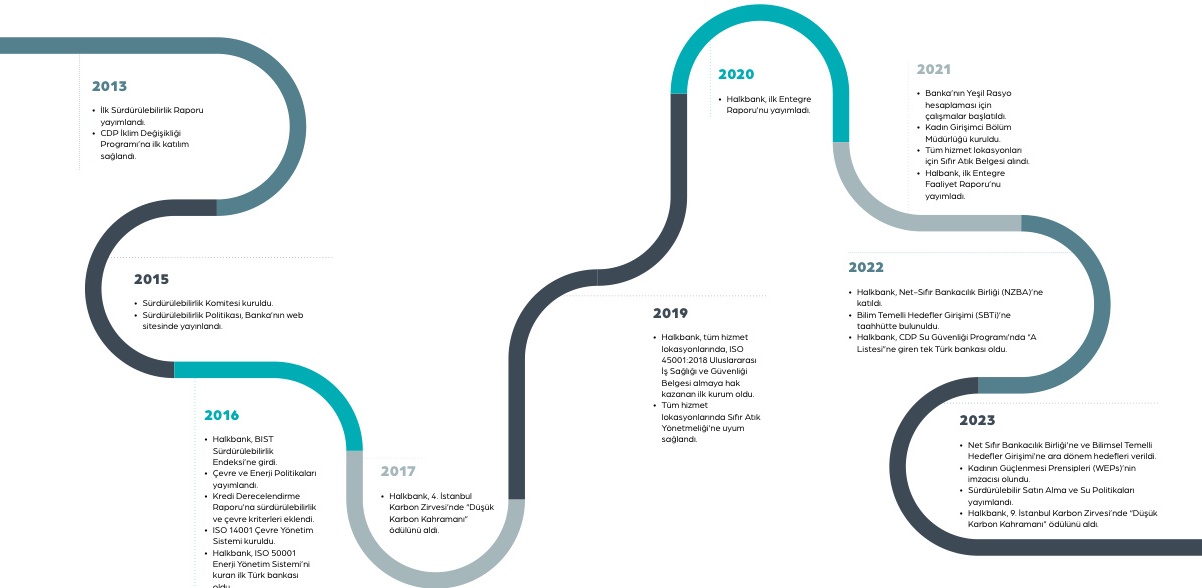 2013
• İlk Sürdürülebilirlik Raporu
yayımlandı.
• CDP İklim Değişikliği
Programı'na ilk katılım
sağlandı.
2015
• Sürdürülebilirlik Komitesi kuruldu.
• Sürdürülebilirlik Politikası, Banka'nın web
sitesinde yayınlandı.
2016
• Halkbank, BIST
Sürdürülebilirlik
Endeksi'ne girdi.
• Çevre ve Enerji Politikaları
yayımlandı.
• Kredi Derecelendirme
Raporu'na sürdürülebilirlik
ve çevre kriterleri eklendi.
• ISO 14001 Çevre Yönetim
Sistemi kuruldu.
• Halkbank, ISO 50001
Enerji Yönetim Sistemi'ni
kuran ilk Türk bankası
oldu.
2017
• Halkbank, 4. İstanbul
Karbon Zirvesi'nde "Düşük
Karbon Kahramanı"
ödülünü aldı.
2019
• Halkbank, tüm hizmet
lokasyonlarında, ISO
45001:2018 Uluslararası
İş Sağlığı ve Güvenliği
Belgesi almaya hak
kazanan ilk kurum oldu.
• Tüm hizmet
lokasyonlarında Sıfır Atık
Yönetmeliği'ne uyum
sağlandı.
2020
• Halkbank, ilk Entegre
Raporu'nu yayımladı.
2021
• Banka'nın Yeşil Rasyo
hesaplaması için
çalışmalar başlatıldı.
• Kadın Girişimci Bölüm
Müdürlüğü kuruldu.
• Tüm hizmet lokasyonları
için Sıfır Atık Belgesi alındı.
• Halbank, ilk Entegre
Faaliyet Raporu'nu
yayımladı.
2022
• Halkbank, Net-Sıfır Bankacılık Birliği (NZBA)'ne
katıldı.
• Bilim Temelli Hedefler Girişimi (SBTi)'ne
taahhütte bulunuldu.
• Halkbank, CDP Su Güvenliği Programı'nda "A
Listesi"ne giren tek Türk bankası oldu.
2023
• Net Sıfır Bankacılık Birliği'ne ve Bilimsel Temelli
Hedefler Girişimi'ne ara dönem hedefleri verildi.
• Kadının Güçlenmesi Prensipleri (WEPs)'nin
imzacısı olundu.
• Sürdürülebilir Satın Alma ve Su Politikaları
yayımlandı.
• Halkbank, 9. İstanbul Karbon Zirvesi'nde "Düşük
Karbon Kahramanı" ödülünü aldı.